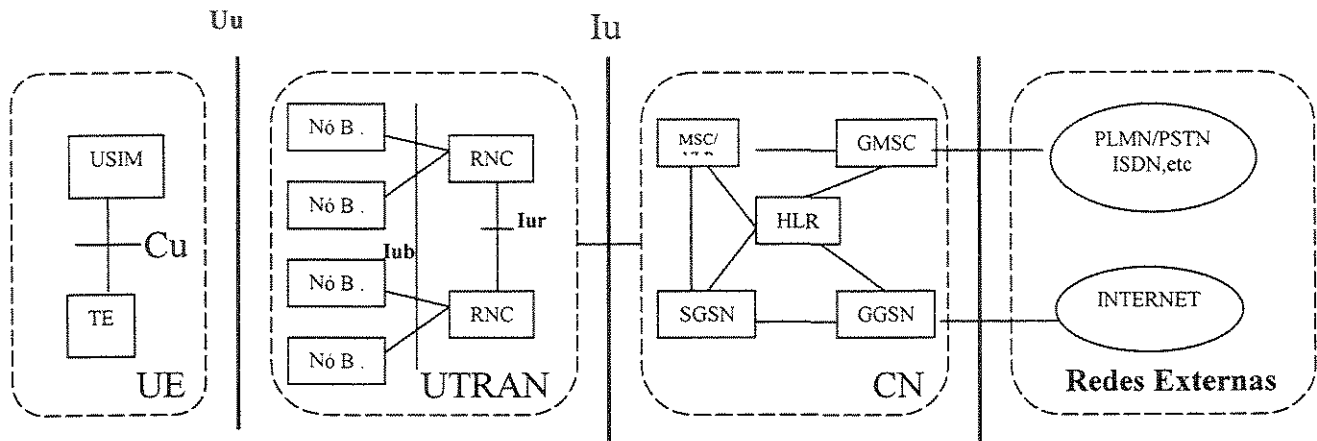 Uu
Iu
USIM
Cu
TE
UE
Nó B .
Nó B .
Nó B .
Nó B .
RNC
Iur
Iub
RNC
UTRAN
MSC/
GMSC
HLR
SGSN
GGSN
CN
PLMN/PSTN
ISDN,etc
INTERNET
Redes Externas